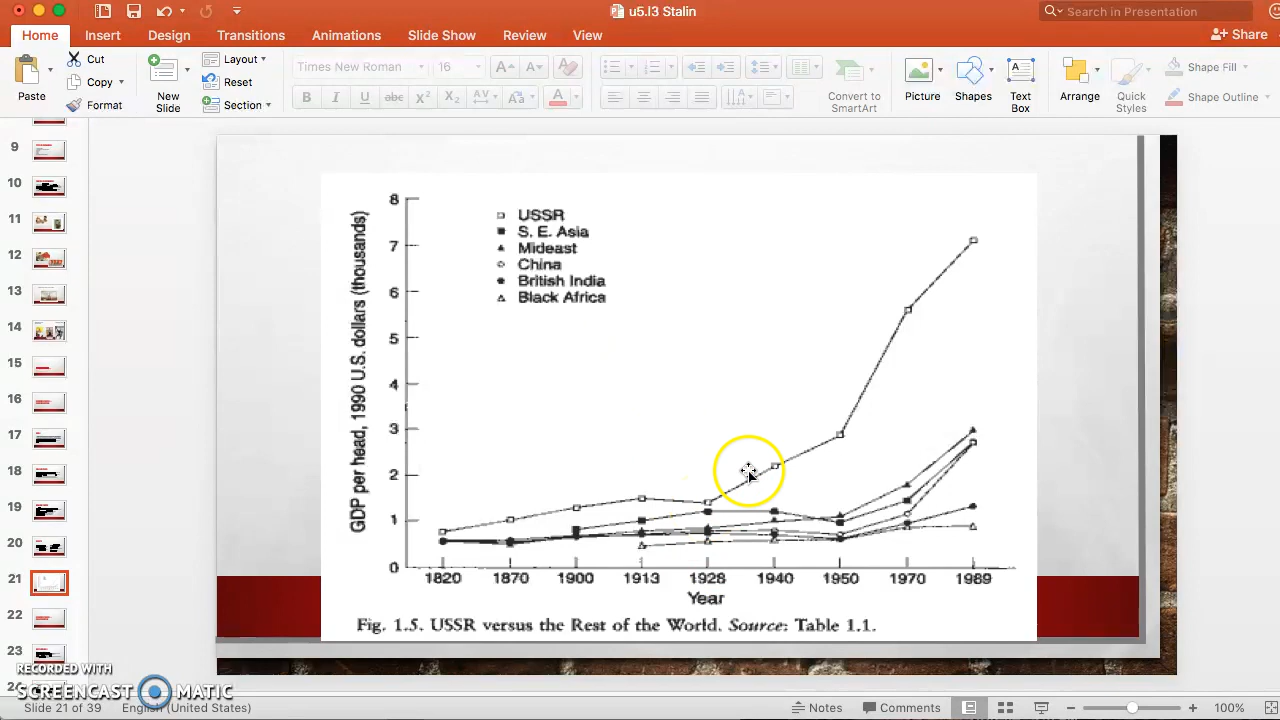 u5.l3 Stalin
Search in Presentation
Home Insert Design Transitions Animations Slide Show Review View
Share
Paste
Cut
Copy
Format
New Slide
Layout
Reset
Section
Times New Roman 16
Convert to SmartArt
Picture
Shapes
Text Box
Arrange
Quick Styles
Shape Fill
Shape Outline
9
10
11
12
13
14
15
16
17
18
19
20
21
22
23
8
7
6
5
4
3
2
1
0
GDP per head, 1990 U.S. dollars (thousands)
USSR
S. E. Asia
Mideast
China
British India
Black Africa
1820 1870 1900 1913 1928 1940 1950 1970 1989
Year
Fig. 1.5. USSR versus the Rest of the World. Source: Table 1.1.
RECORDED WITH
SCREENCAST MATIC
Slide 21 of 39 English (United States)
Notes Comments 100%